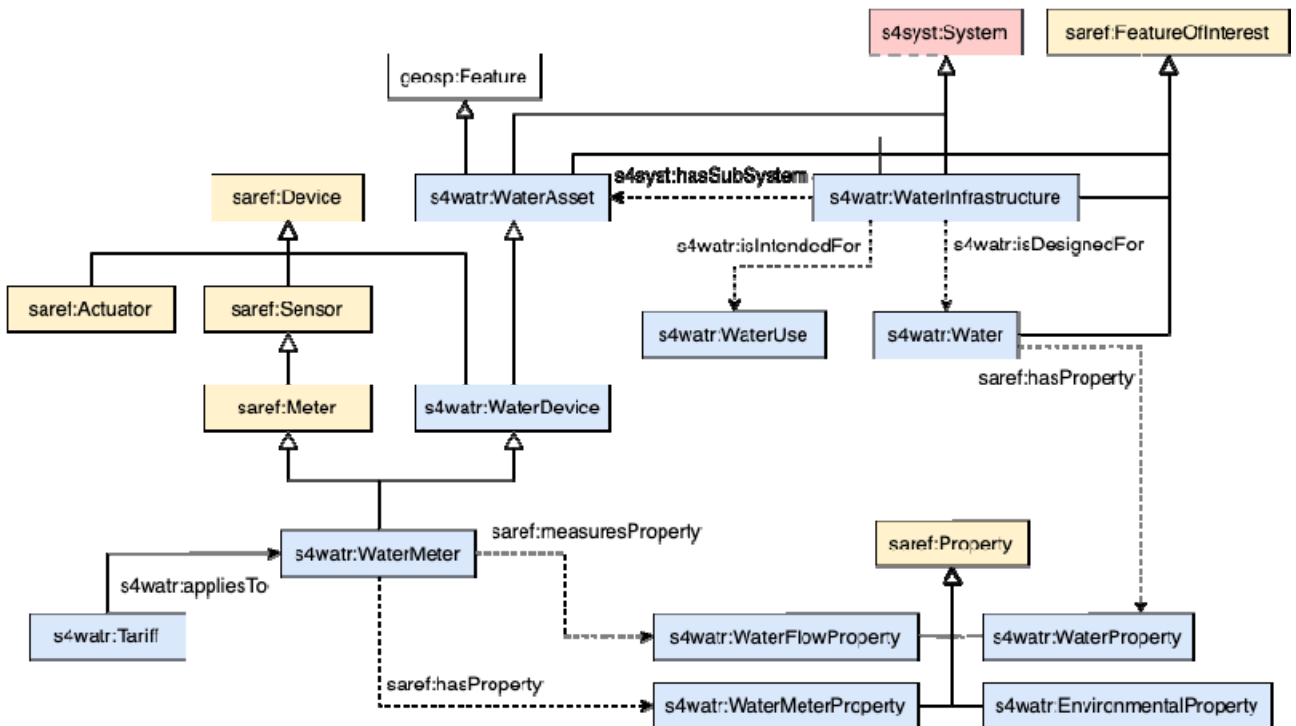 s4syst:System
saref:FeatureOfInterest
geosp:Feature
s4syst:hasSubSystem
saref:Device
s4watr:WaterAsset
s4watr:WaterInfrastructure
s4watr:isIntendedFor
s4watr:isDesignedFor
saref:Actuator
saref:Sensor
s4watr:WaterUse
s4watr:Water
saref:hasProperty
saref:Meter
s4watr:WaterDevice
saref:measuresProperty
s4watr:WaterMeter
saref:Property
s4watr:appliesTo
s4watr:Tariff
s4watr:WaterFlowProperty
s4watr:WaterProperty
saref:hasProperty
s4watr:WaterMeterProperty
s4watr:EnvironmentalProperty